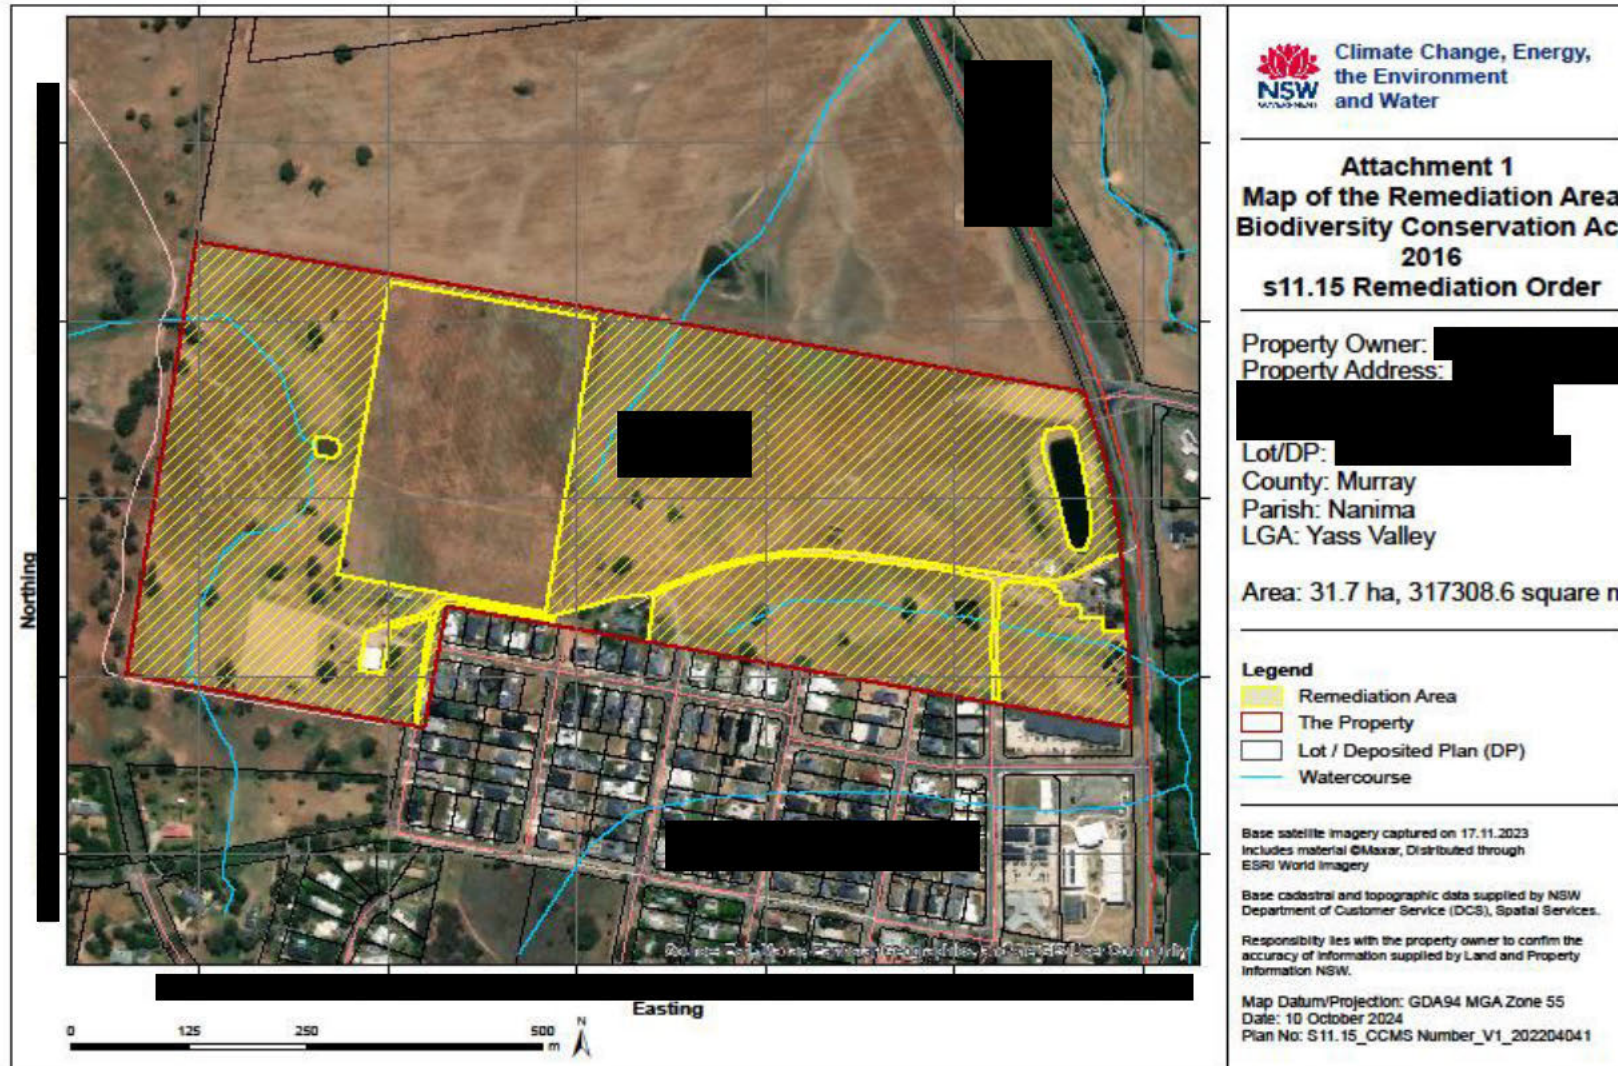 Climate Change, Energy,
the Environment
and Water
NSW
GOVERNMENT
Attachment 1
Map of the Remediation Area
Biodiversity Conservation Ac
2016
s11.15 Remediation Order
Property Owner:
Property Address:
Lot/DP:
County: Murray
Parish: Nanima
LGA: Yass Valley
Area: 31.7 ha, 317308.6 square
Legend
Remediation Area
The Property
Lot / Deposited Plan (DP)
Watercourse
Base satellite imagery captured on 17.11.2023
Includes material ©Maxar, Distributed through
ESRI World Imagery
Base cadastral and topographic data supplied by NSW
Department of Customer Service (DCS), Spatial Services.
Responsibility lies with the property owner to confirm the
accuracy of information supplied by Land and Property
Information NSW.
Map Datum/Projection: GDA94 MGA Zone 55
Date: 10 October 2024
Plan No: S11.15_CCMS Number_V1_202204041
Northing
Easting
0 125 250 500
m
N